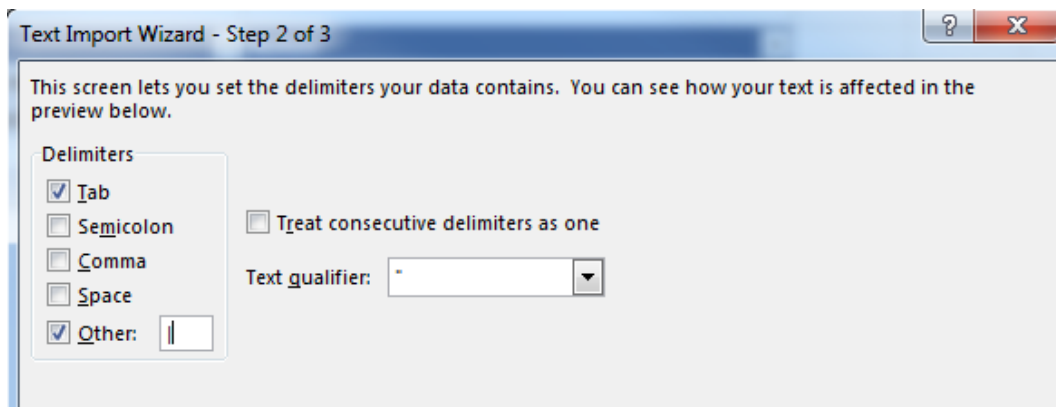 Text Import Wizard - Step 2 of 3
This screen lets you set the delimiters your data contains.  You can see how your text is affected in the
preview below.
Delimiters
Tab
Semicolon
Treat consecutive delimiters as one
Comma
Text qualifier: "
Space
Other: |